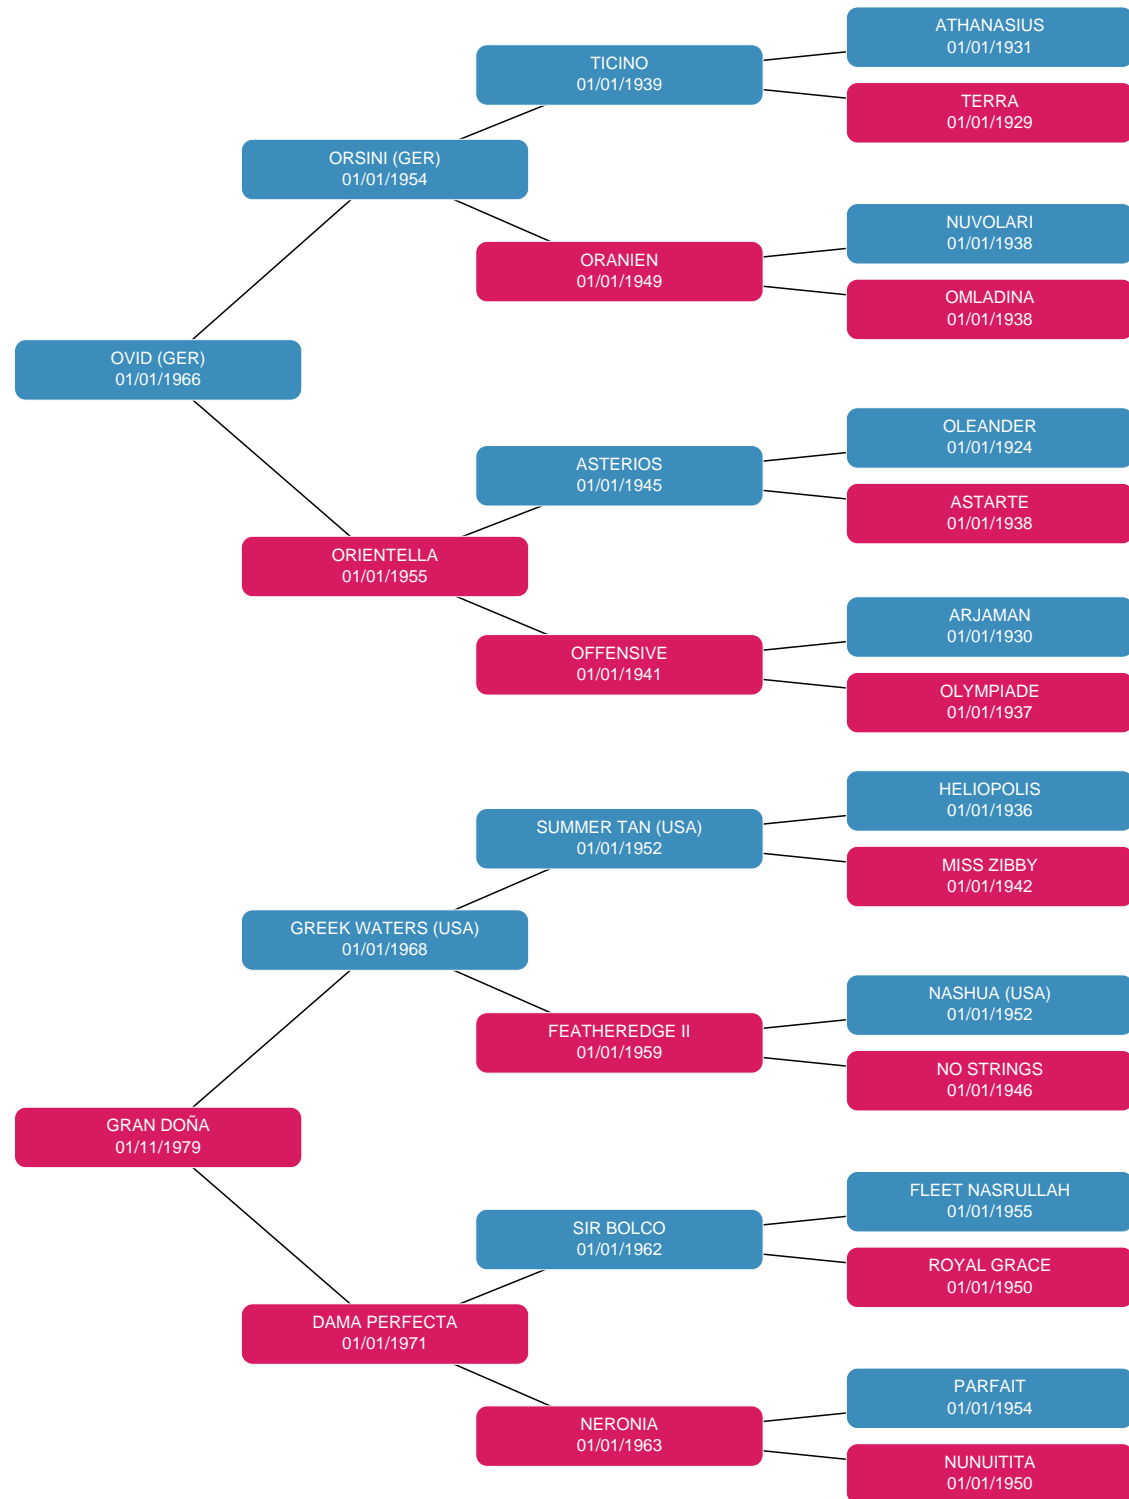 ATHANASIUS
01/01/1931
TICINO
01/01/1939
TERRA
01/01/1929
ORSINI (GER)
01/01/1954
NUVOLARI
01/01/1938
ORANIEN
01/01/1949
OMLADINA
01/01/1938
OVID (GER)
01/01/1966
OLEANDER
01/01/1924
ASTERIOS
01/01/1945
ASTARTE
01/01/1938
ORIENTELLA
01/01/1955
ARJAMAN
01/01/1930
OFFENSIVE
01/01/1941
OLYMPIADE
01/01/1937
HELIOPOLIS
01/01/1936
SUMMER TAN (USA)
01/01/1952
MISS ZIBBY
01/01/1942
GREEK WATERS (USA)
01/01/1968
NASHUA (USA)
01/01/1952
FEATHEREDGE II
01/01/1959
NO STRINGS
01/01/1946
GRAN DOÑA
01/11/1979
FLEET NASRULLAH
01/01/1955
SIR BOLCO
01/01/1962
ROYAL GRACE
01/01/1950
DAMA PERFECTA
01/01/1971
PARFAIT
01/01/1954
NERONIA
01/01/1963
NUNUITITA
01/01/1950